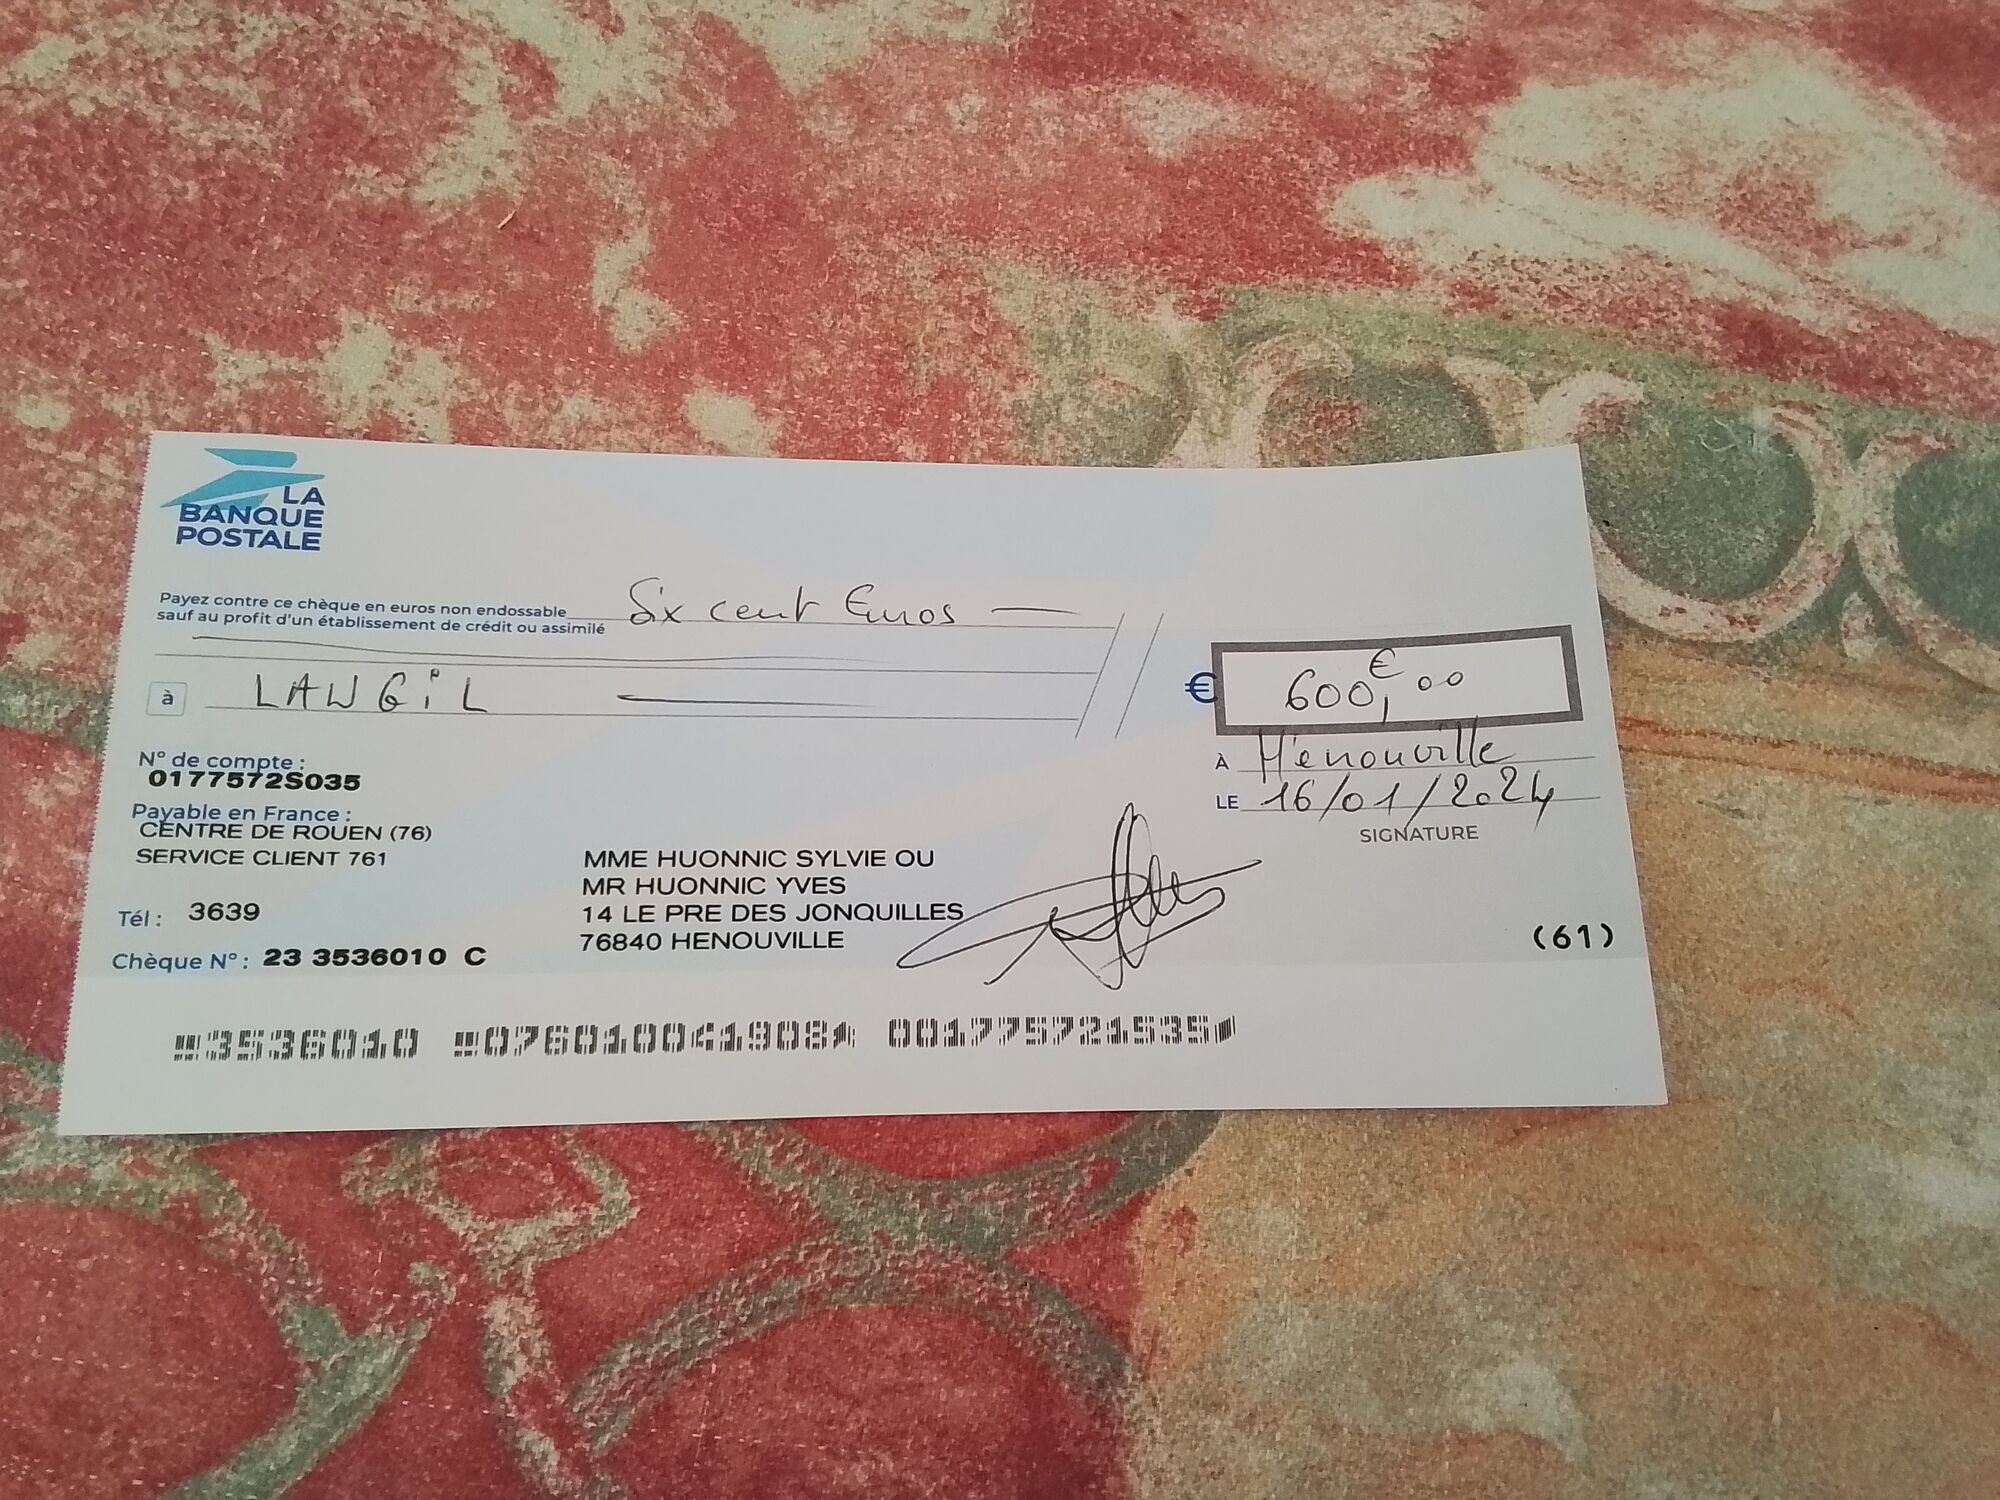 LA
BANQUE
POSTALE
Payez contre ce chèque en euros non endossable
sauf au profit d'un établissement de crédit ou assimilé
Six cent Euros
à LANGiL
€ 600,€00
À Hénouville
LE 16/01/2024
SIGNATURE
N° de compte :
0177572S035
Payable en France :
CENTRE DE ROUEN (76)
SERVICE CLIENT 761
Tél : 3639
Chèque N° : 23 3536010 C
MME HUONNIC SYLVIE OU
MR HUONNIC YVES
14 LE PRE DES JONQUILLES
76840 HENOUVILLE
(61)
3536010 076010041908 001775721535